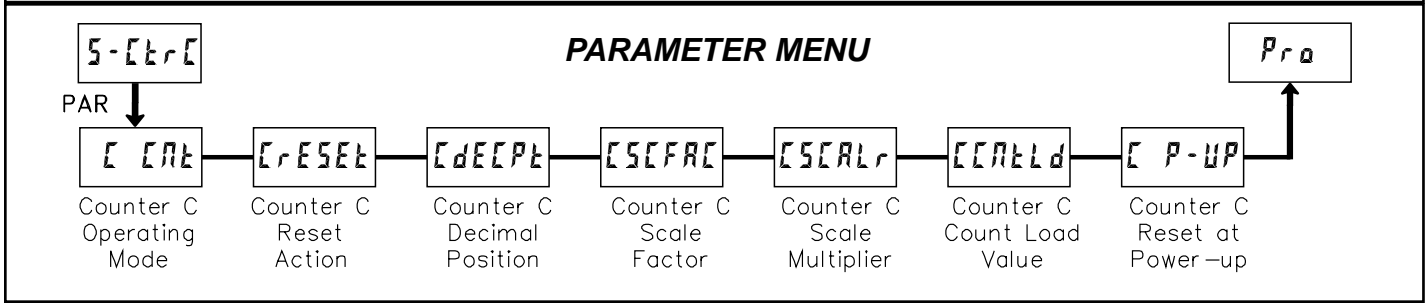 5-CtrC
PARAMETER MENU
Pro
PAR
C Cnt
CrESEt
CdECPt
CSCFAC
CSCALr
CCntLd
C P-UP
Counter C
Operating
Mode
Counter C
Reset
Action
Counter C
Decimal
Position
Counter C
Scale
Factor
Counter C
Scale
Multiplier
Counter C
Count Load
Value
Counter C
Reset at
Power-up